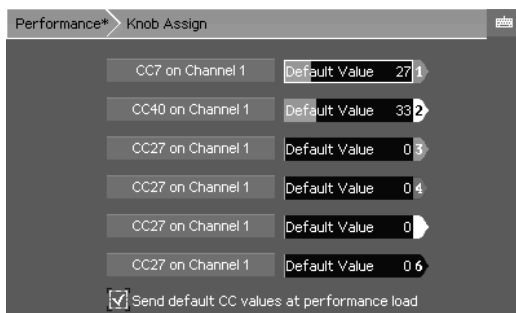 Performance* Knob Assign
CC7 on Channel 1 Default Value 27 1
CC40 on Channel 1 Default Value 33 2
CC27 on Channel 1 Default Value 0 3
CC27 on Channel 1 Default Value 0 4
CC27 on Channel 1 Default Value 0
CC27 on Channel 1 Default Value 0 6
Send default CC values at performance load